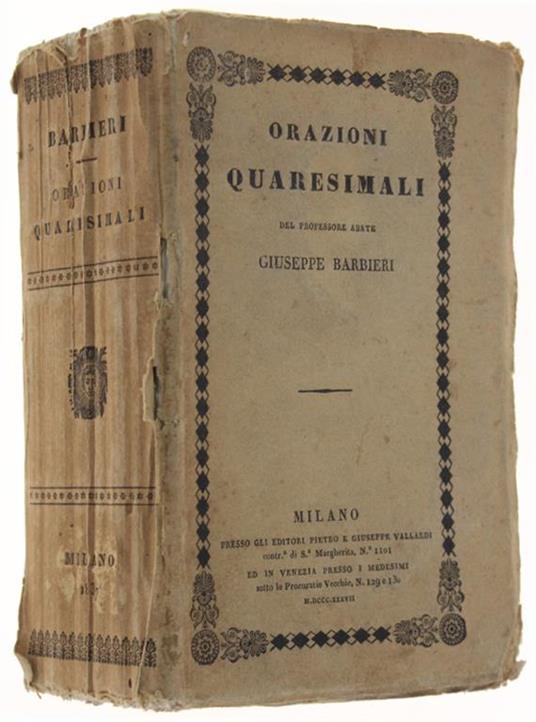 BARBIERI
ORAZIONI
QUARESIMALI
MILANO
1837
ORAZIONI
QUARESIMALI
DEL PROFESSORE ABATE
GIUSEPPE BARBIERI
MILANO
PRESSO GLI EDITORI PIETRO E GIUSEPPE VALLARDI
contr.ª di S.ª Margherita, N.º 1101
ED IN VENEZIA PRESSO I MEDESIMI
sotto le Procuratie Vecchie, N. 129 e 130
M.DCCC.XXXVII